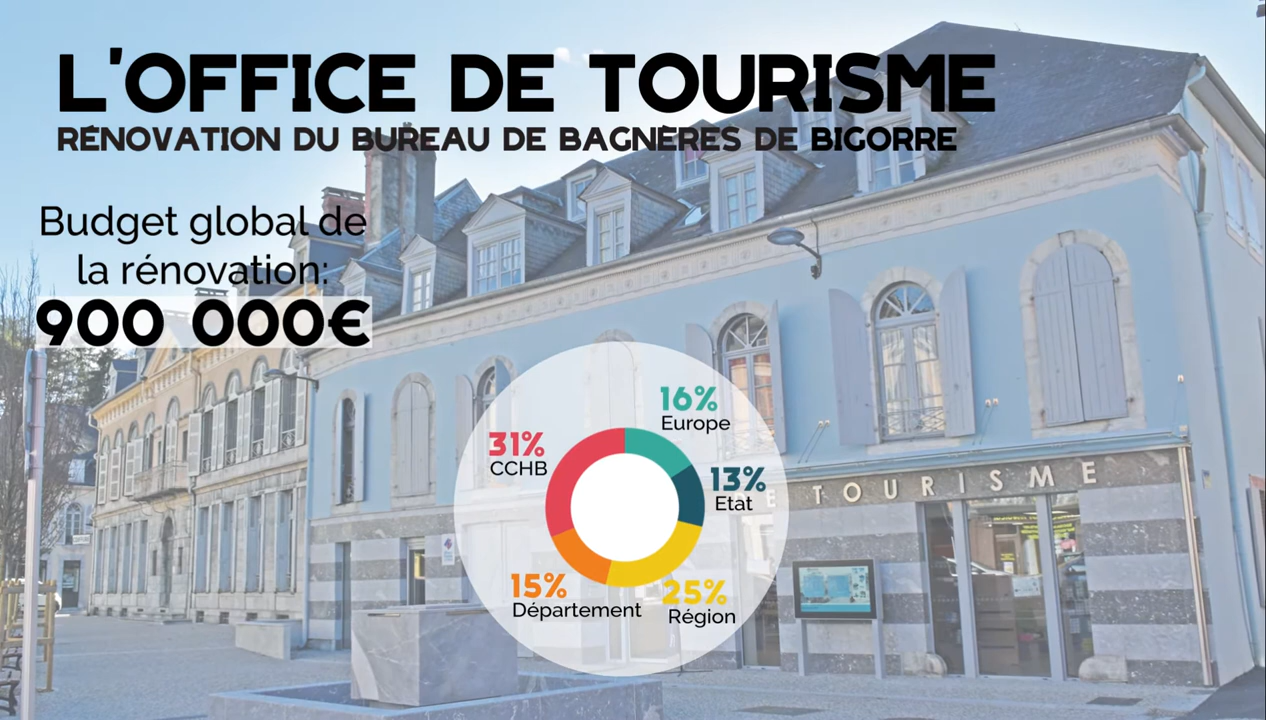 L'OFFICE DE TOURISME
RÉNOVATION DU BUREAU DE BAGNÈRES DE BIGORRE
Budget global de
la rénovation:
900 000€
16%
Europe
31%
CCHB
13%
Etat
E TOURISME
15%
Département
25%
Région